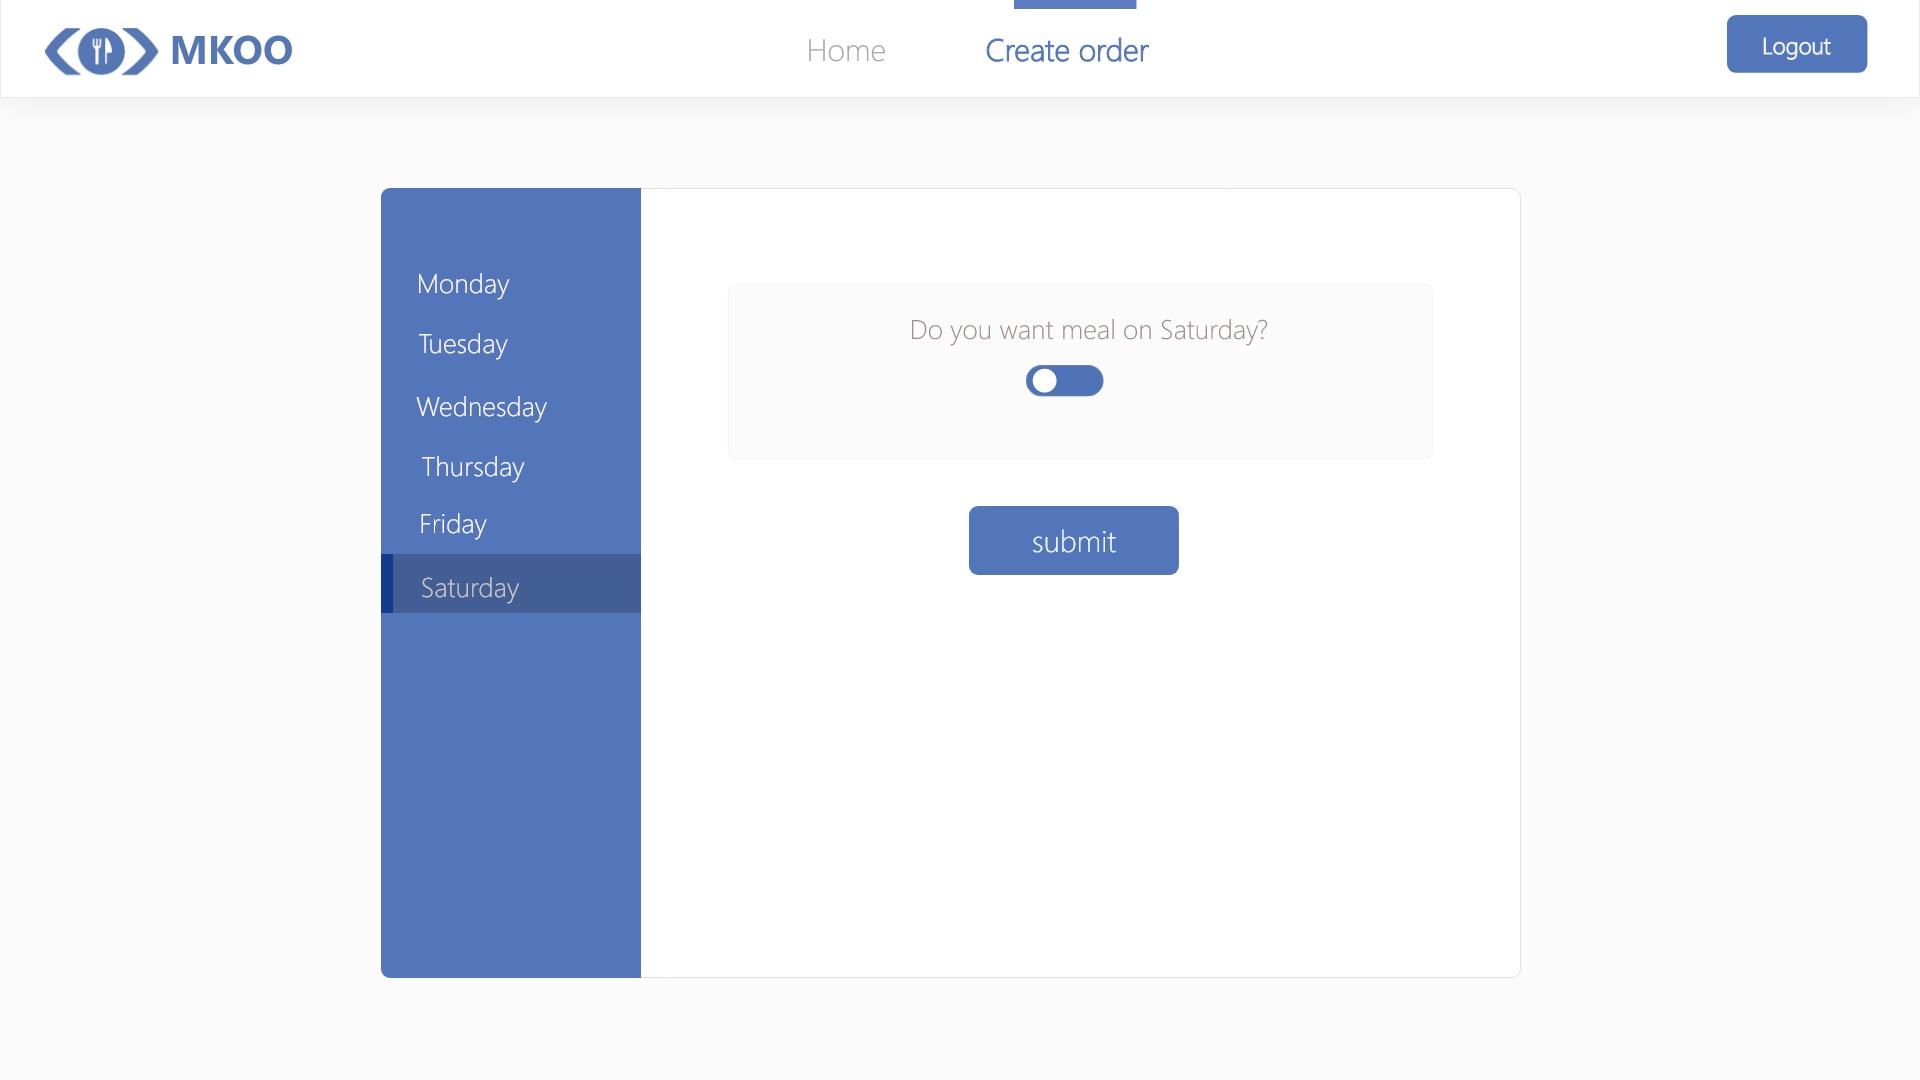 MKOO
Home
Create order
Logout
Monday
Tuesday
Wednesday
Thursday
Friday
Saturday
Do you want meal on Saturday?
submit